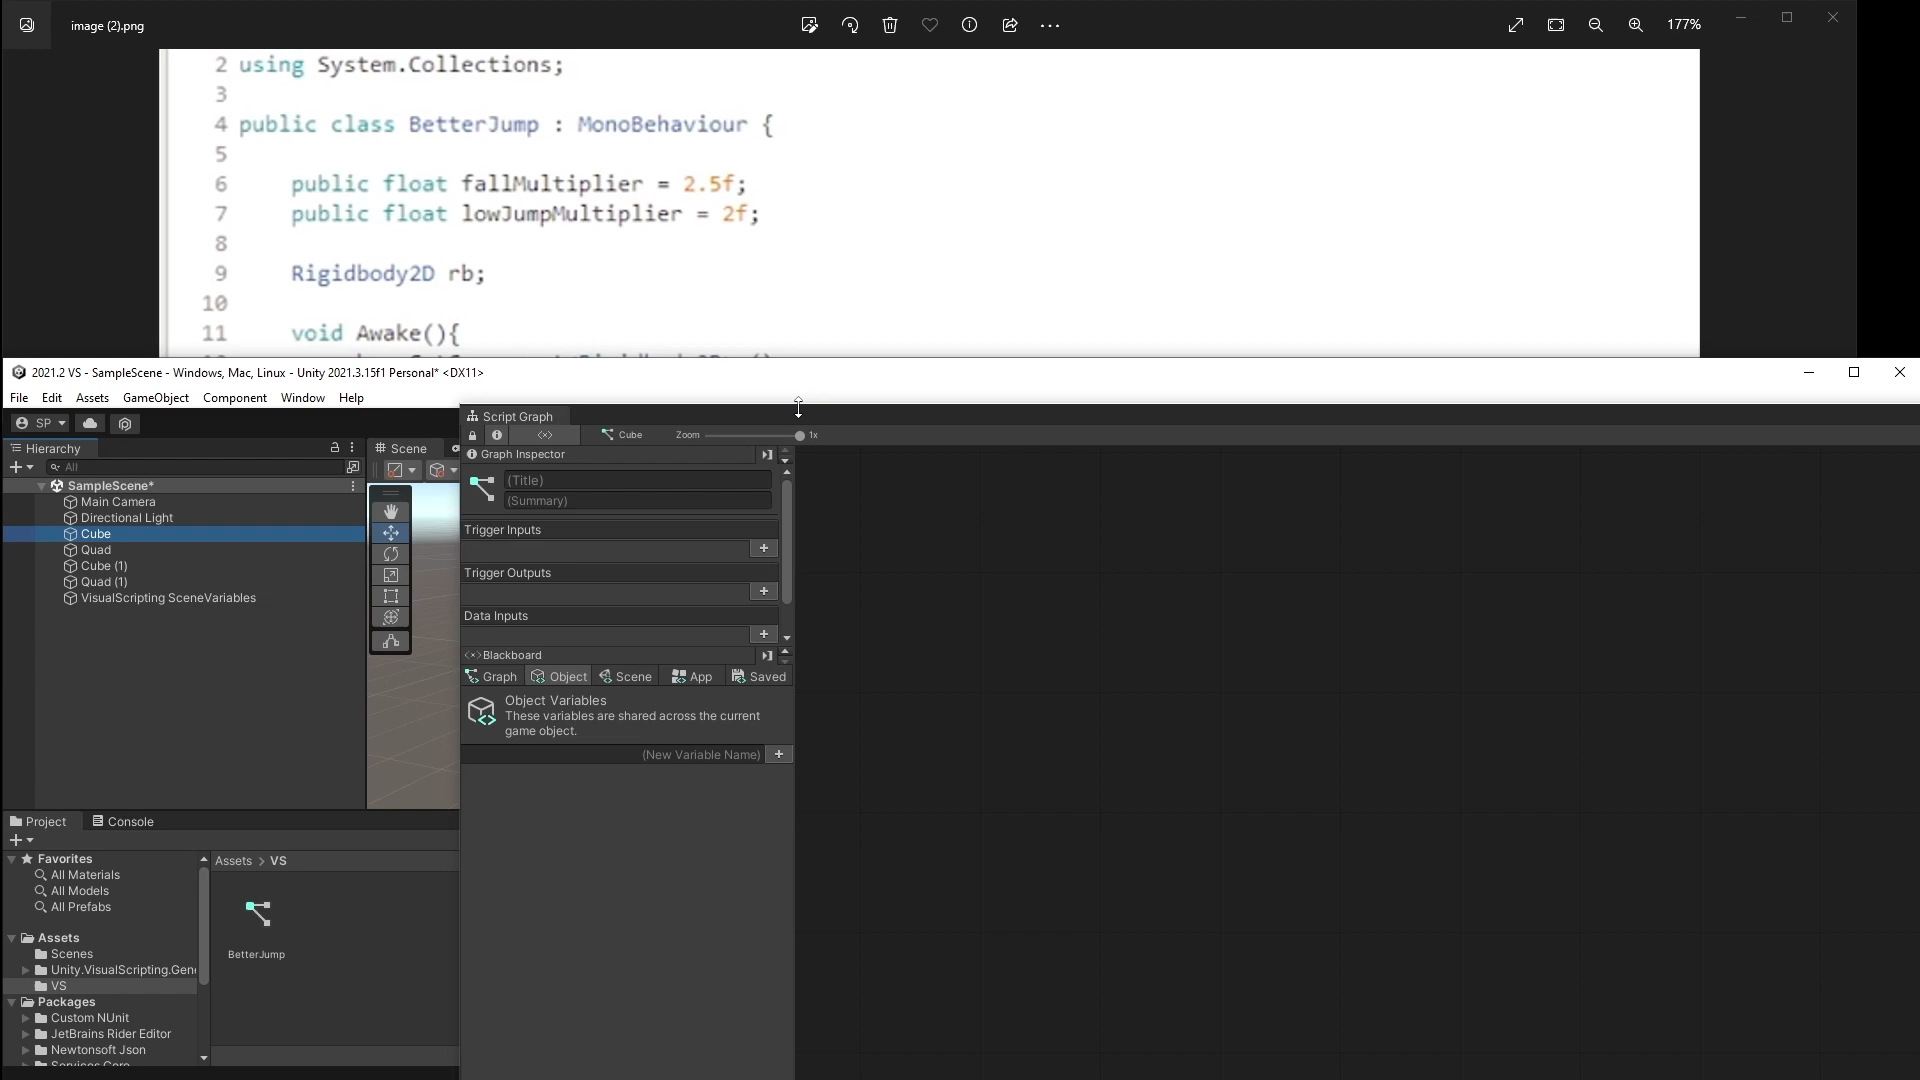 image (2).png
177%
2 using System.Collections;
3
4 public class BetterJump : MonoBehaviour {
5
6 public float fallMultiplier = 2.5f;
7 public float lowJumpMultiplier = 2f;
8
9 Rigidbody2D rb;
10
11 void Awake(){
2021.2 VS - SampleScene - Windows, Mac, Linux - Unity 2021.3.15f1 Personal* <DX11>
File Edit Assets GameObject Component Window Help
SP
Script Graph
Cube Zoom 1x
Hierarchy
Scene
All
Graph Inspector
(Title)
(Summary)
SampleScene*
Main Camera
Directional Light
Cube
Quad
Cube (1)
Quad (1)
VisualScripting SceneVariables
Trigger Inputs
Trigger Outputs
Data Inputs
Blackboard
Graph Object Scene App Saved
Object Variables
These variables are shared across the current
game object.
(New Variable Name)
Project Console
Favorites
All Materials
All Models
All Prefabs
Assets
Scenes
Unity.VisualScripting.Gen
VS
Packages
Custom NUnit
JetBrains Rider Editor
Newtonsoft Json
Assets > VS
BetterJump